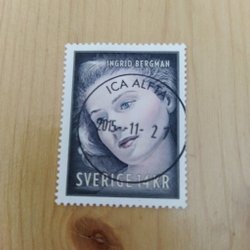 INGRID BERGMAN
ICA ALFTA
2015-11-27
SVERIGE 14 KR